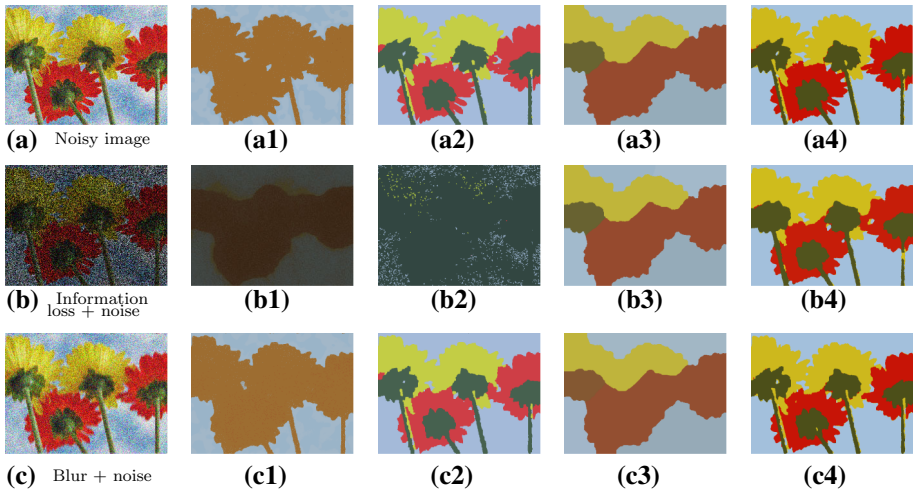 (a) Noisy image (a1) (a2) (a3) (a4)
(b) Information
loss + noise (b1) (b2) (b3) (b4)
(c) Blur + noise (c1) (c2) (c3) (c4)